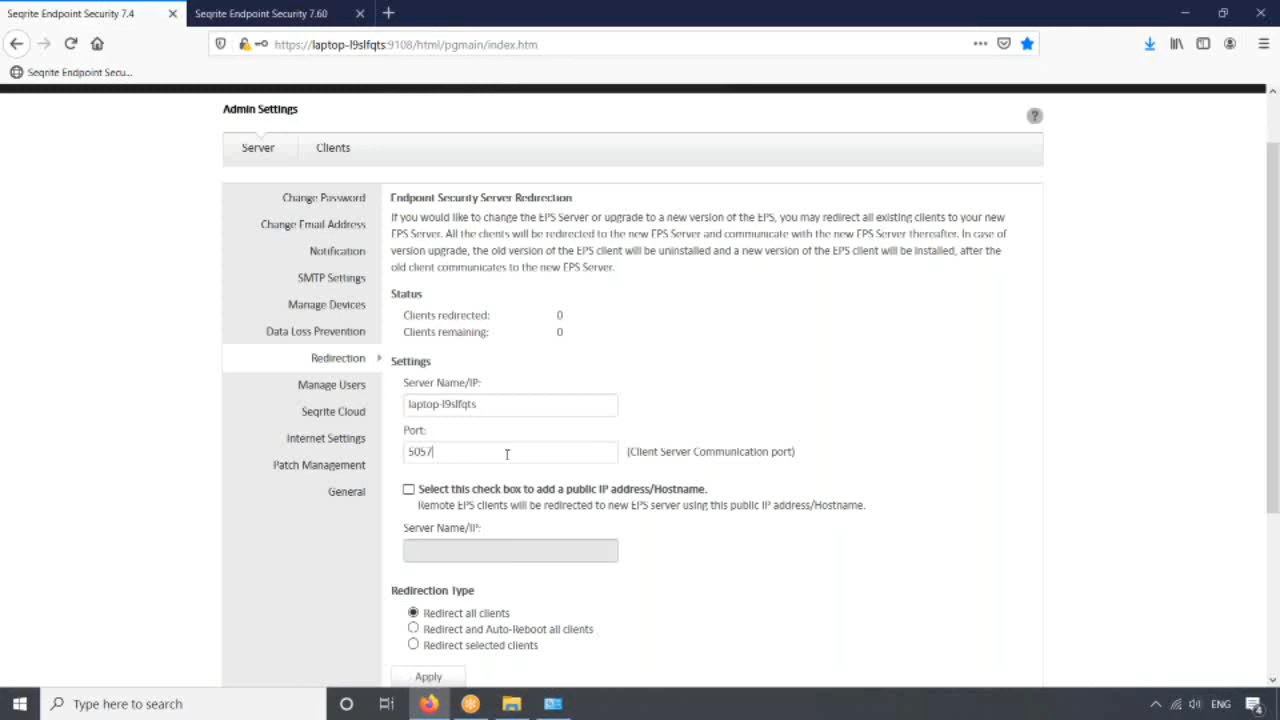 Seqrite Endpoint Security 7.4
Seqrite Endpoint Security 7.60
https://laptop-l9slfqts:9108/html/pgmain/index.htm
Seqrite Endpoint Secu...
Admin Settings
?
Server
Clients
Change Password
Change Email Address
Notification
SMTP Settings
Manage Devices
Data Loss Prevention
Redirection
Manage Users
Seqrite Cloud
Internet Settings
Patch Management
General
Endpoint Security Server Redirection
If you would like to change the EPS Server or upgrade to a new version of the EPS, you may redirect all existing clients to your new
EPS Server. All the clients will be redirected to the new EPS Server and communicate with the new EPS Server thereafter. In case of
version upgrade, the old version of the EPS client will be uninstalled and a new version of the EPS client will be installed, after the
old client communicates to the new EPS Server.
Status
Clients redirected: 0
Clients remaining: 0
Settings
Server Name/IP:
laptop-l9slfqts
Port:
5057 (Client Server Communication port)
Select this check box to add a public IP address/Hostname.
Remote EPS clients will be redirected to new EPS server using this public IP address/Hostname.
Server Name/IP:
Redirection Type
Redirect all clients
Redirect and Auto-Reboot all clients
Redirect selected clients
Apply
Type here to search
ENG
4